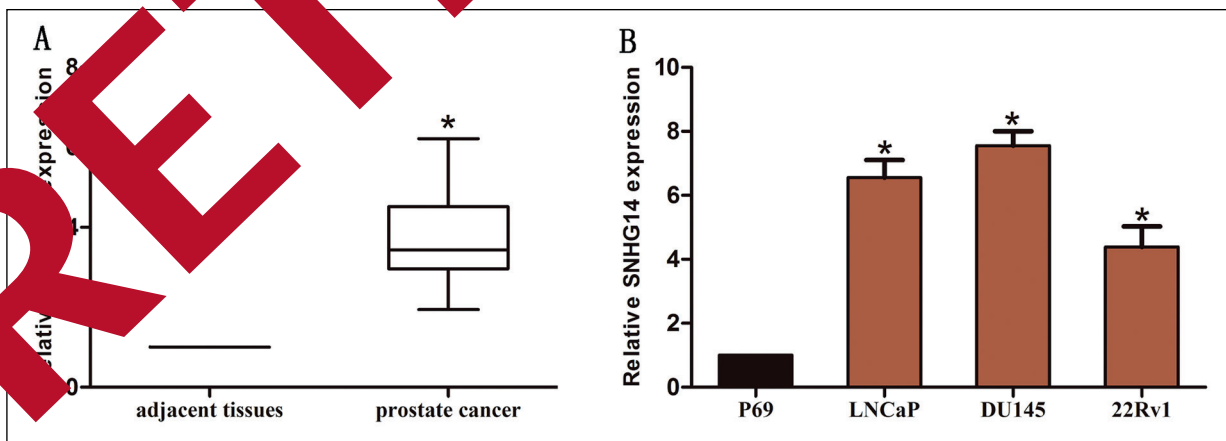 A
8
expression
4
0
adjacent tissues
prostate cancer
*
B
Relative SNHG14 expression
10
8
6
4
2
0
*
*
*
P69
LNCaP
DU145
22Rv1